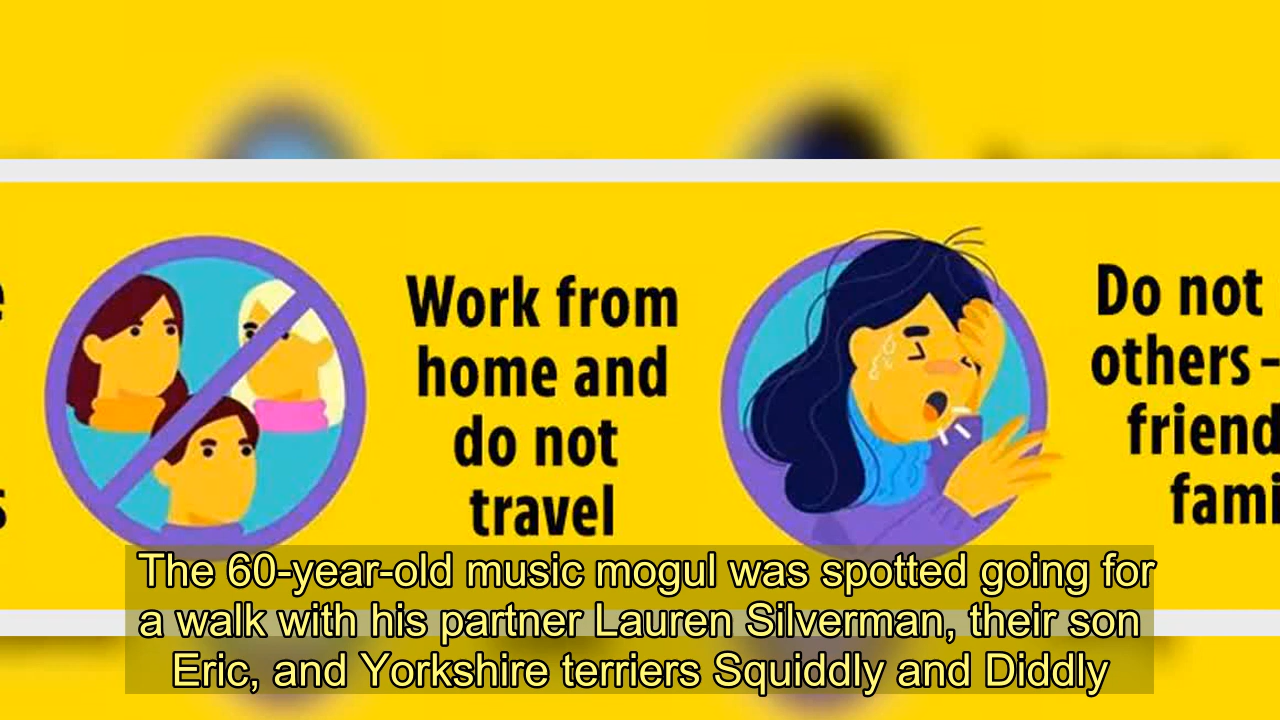 Work from
home and
do not
travel
Do not
others –
friend
fami
The 60-year-old music mogul was spotted going for
a walk with his partner Lauren Silverman, their son
Eric, and Yorkshire terriers Squiddly and Diddly